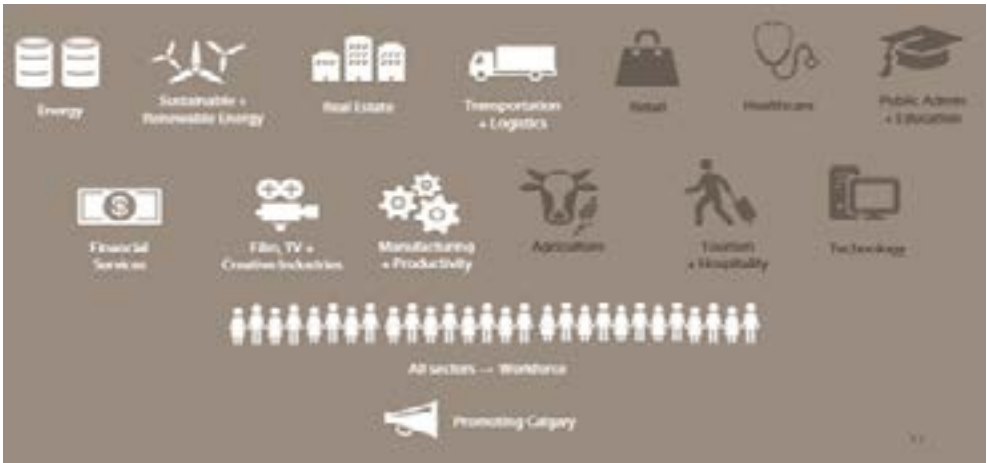 Energy
Sustainable +
Renewable Energy
Real Estate
Transportation
+ Logistics
Retail
Healthcare
Public Admin
+ Education
$
Financial
Services
Film, TV +
Creative Industries
Manufacturing
+ Productivity
Agriculture
Tourism
+ Hospitality
Technology
All sectors — Workforce
Promoting Calgary